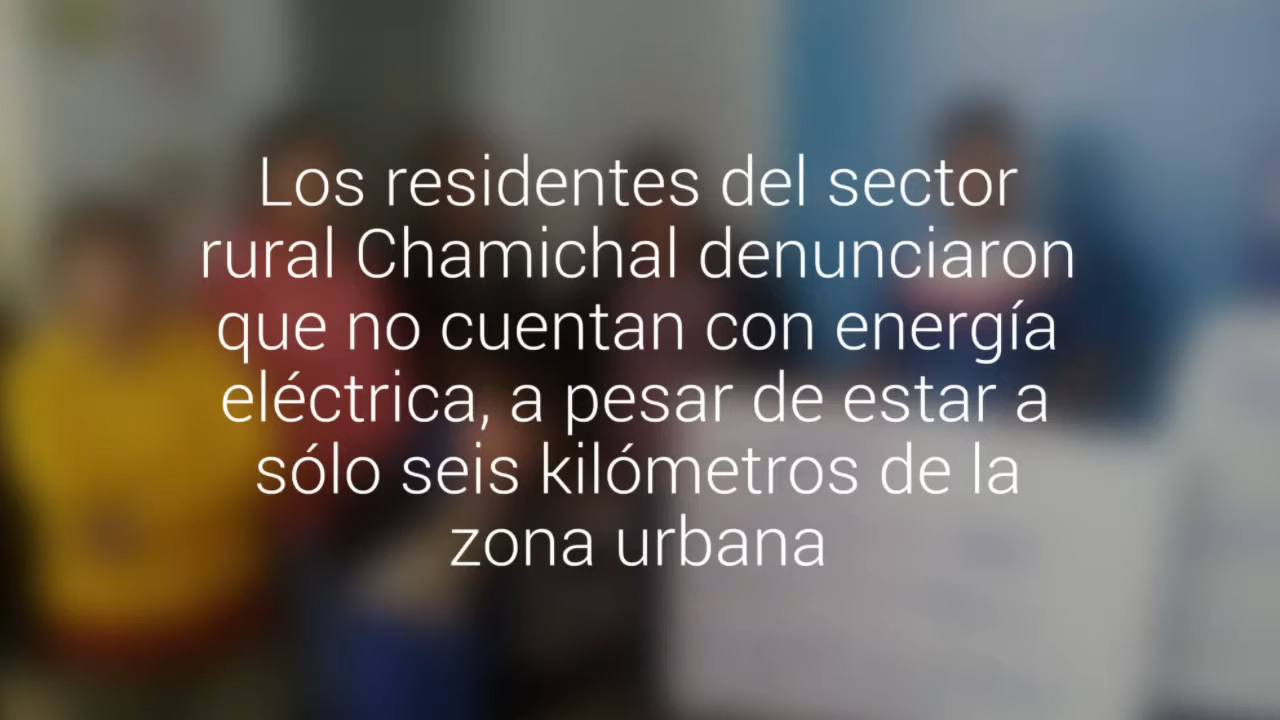 Los residentes del sector
rural Chamichal denunciaron
que no cuentan con energía
eléctrica, a pesar de estar a
sólo seis kilómetros de la
zona urbana